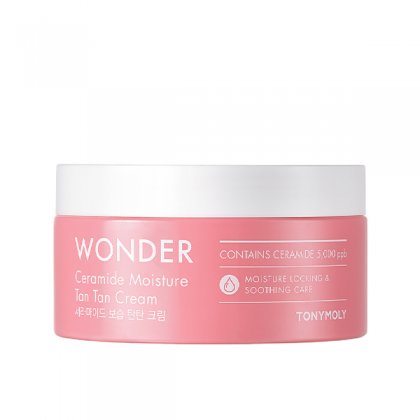 WONDER
Ceramide Moisture
Tan Tan Cream
세라마이드 보습 탄탄 크림
CONTAINS CERAMIDE 5,000 ppb
MOISTURE LOCKING &
SOOTHING CARE
TONYMOLY